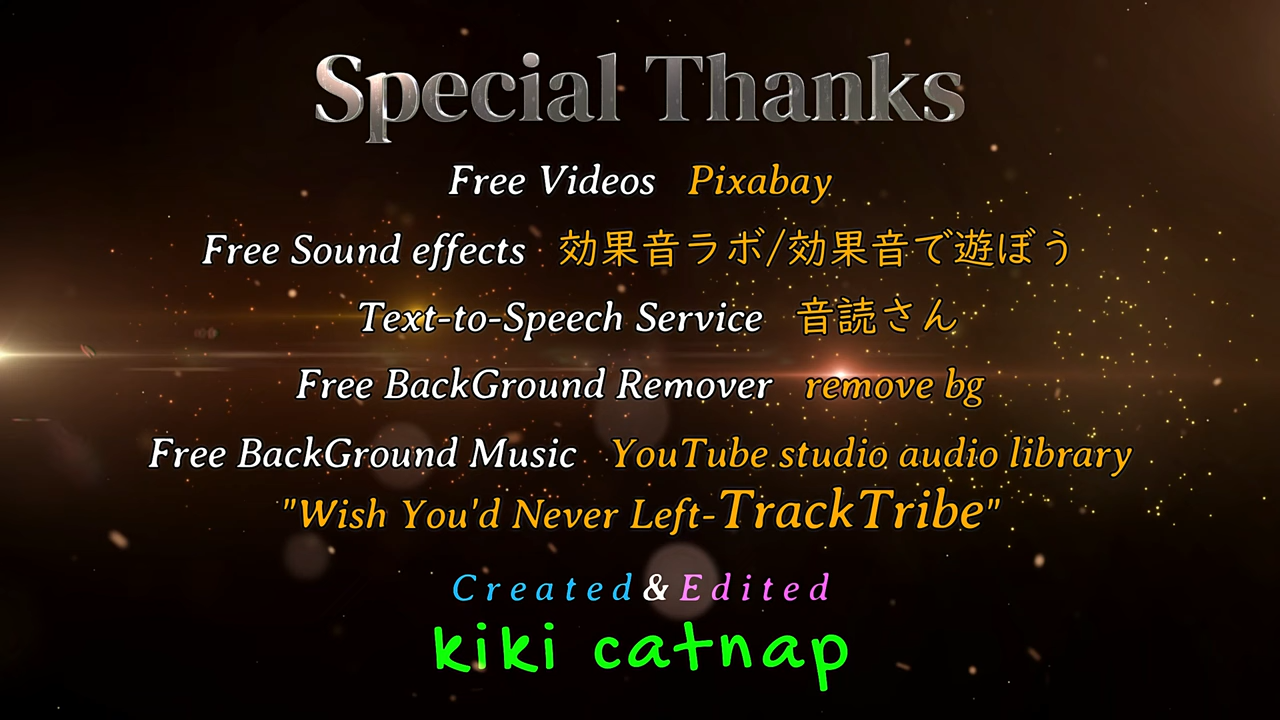 Special Thanks
Free Videos Pixabay
Free Sound effects 効果音ラボ/効果音で遊ぼう
Text-to-Speech Service 音読さん
Free BackGround Remover remove bg
Free BackGround Music YouTube studio audio library
"Wish You'd Never Left-TrackTribe"
Created & Edited
kiki catnap